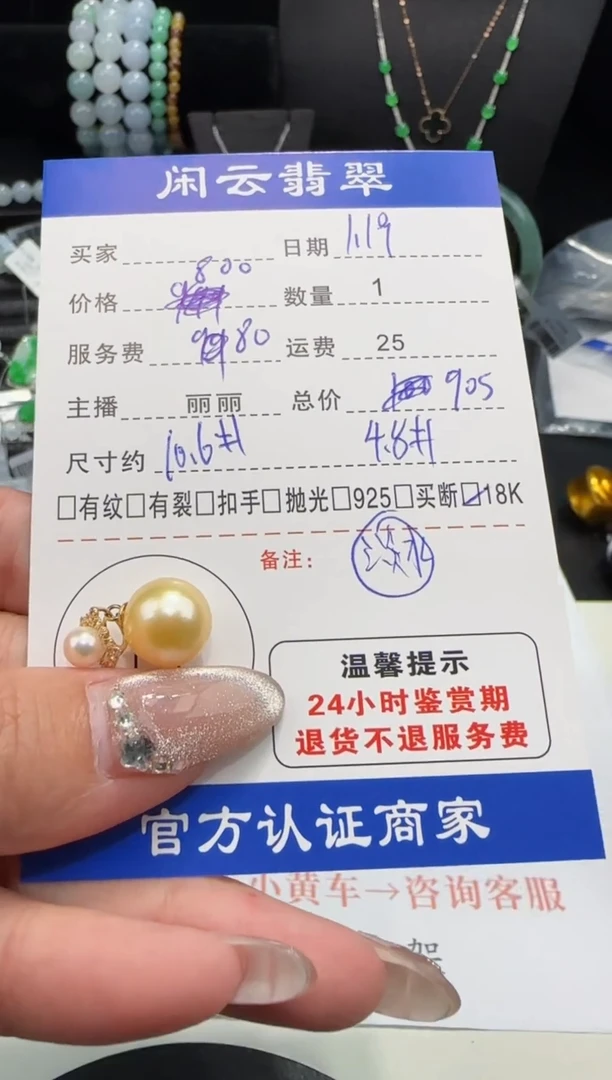 闲云翡翠
买家 日期 1.19
价格 800 数量 1
服务费 80 运费 25
主播 丽丽 总价 905
尺寸约 10.6# 4.8#
□有纹□有裂□扣手□抛光□925□买断☑18K
备注:
温馨提示
24小时鉴赏期
退货不退服务费
官方认证商家
小黄车→咨询客服
架